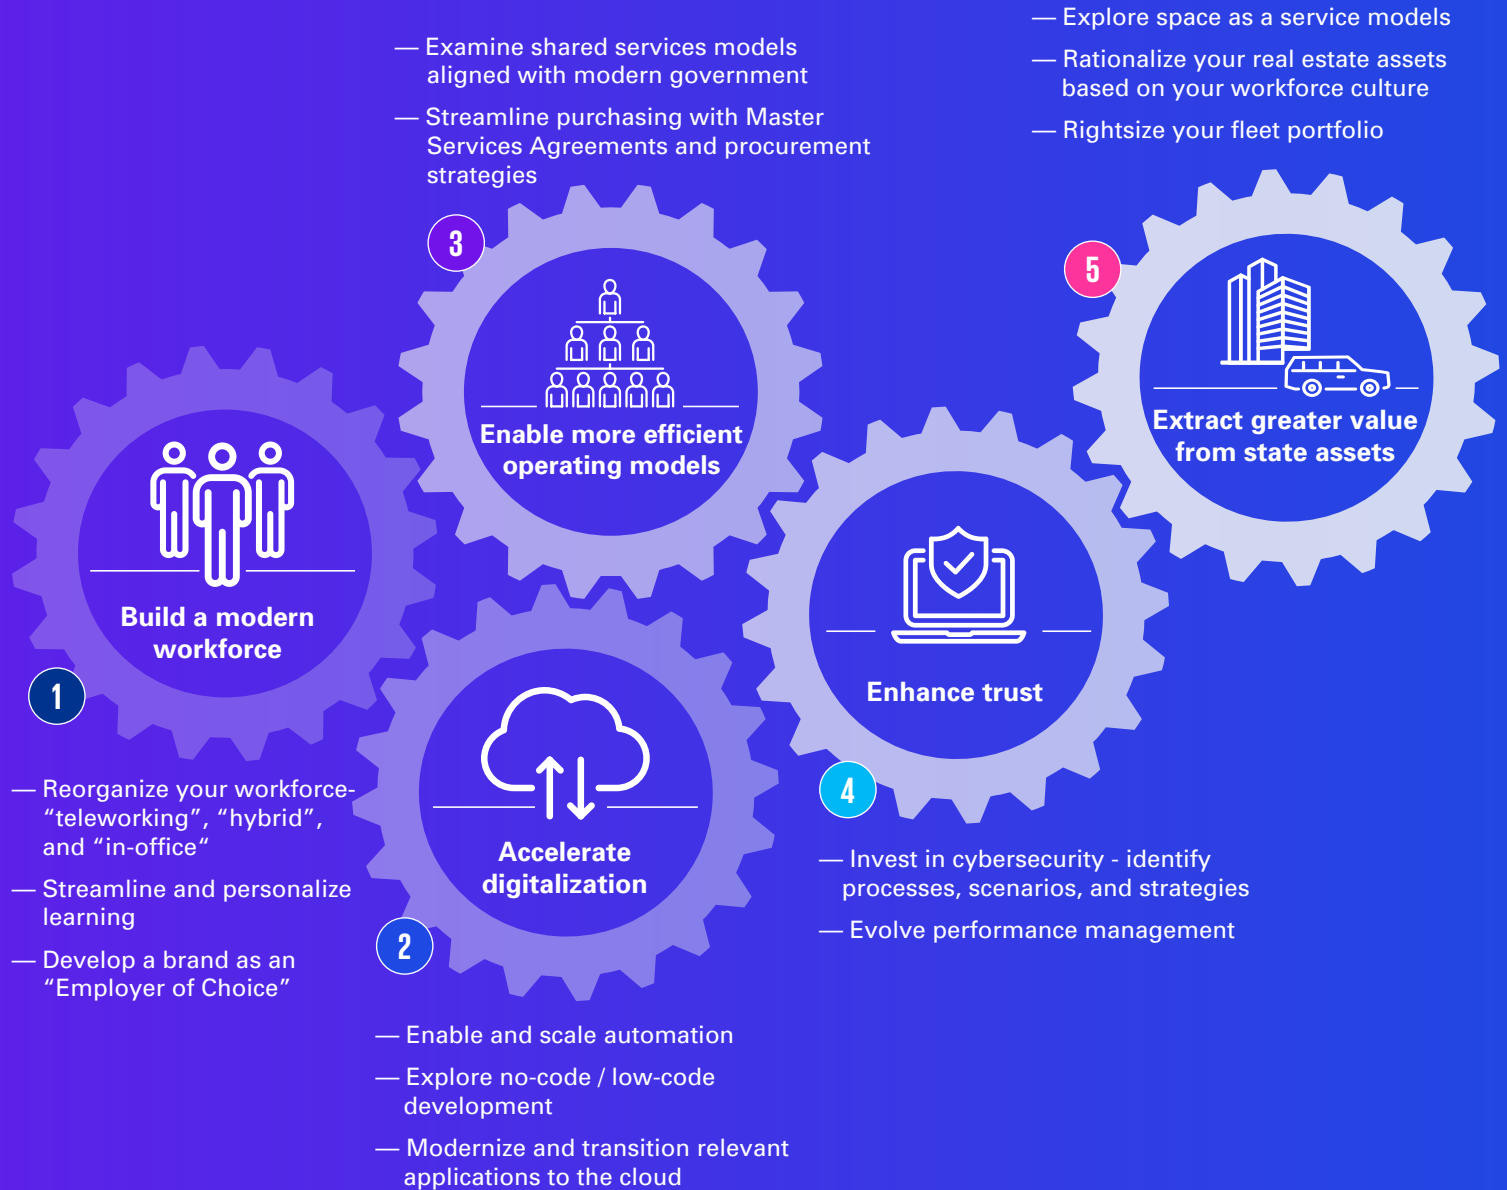 1
Build a modern
workforce
— Reorganize your workforce-
“teleworking”, “hybrid”,
and “in-office“
— Streamline and personalize
learning
— Develop a brand as an
“Employer of Choice”
2
Accelerate
digitalization
— Enable and scale automation
— Explore no-code / low-code
development
— Modernize and transition relevant
applications to the cloud
— Examine shared services models
aligned with modern government
— Streamline purchasing with Master
Services Agreements and procurement
strategies
3
Enable more efficient
operating models
4
Enhance trust
— Invest in cybersecurity - identify
processes, scenarios, and strategies
— Evolve performance management
— Explore space as a service models
— Rationalize your real estate assets
based on your workforce culture
— Rightsize your fleet portfolio
5
Extract greater value
from state assets